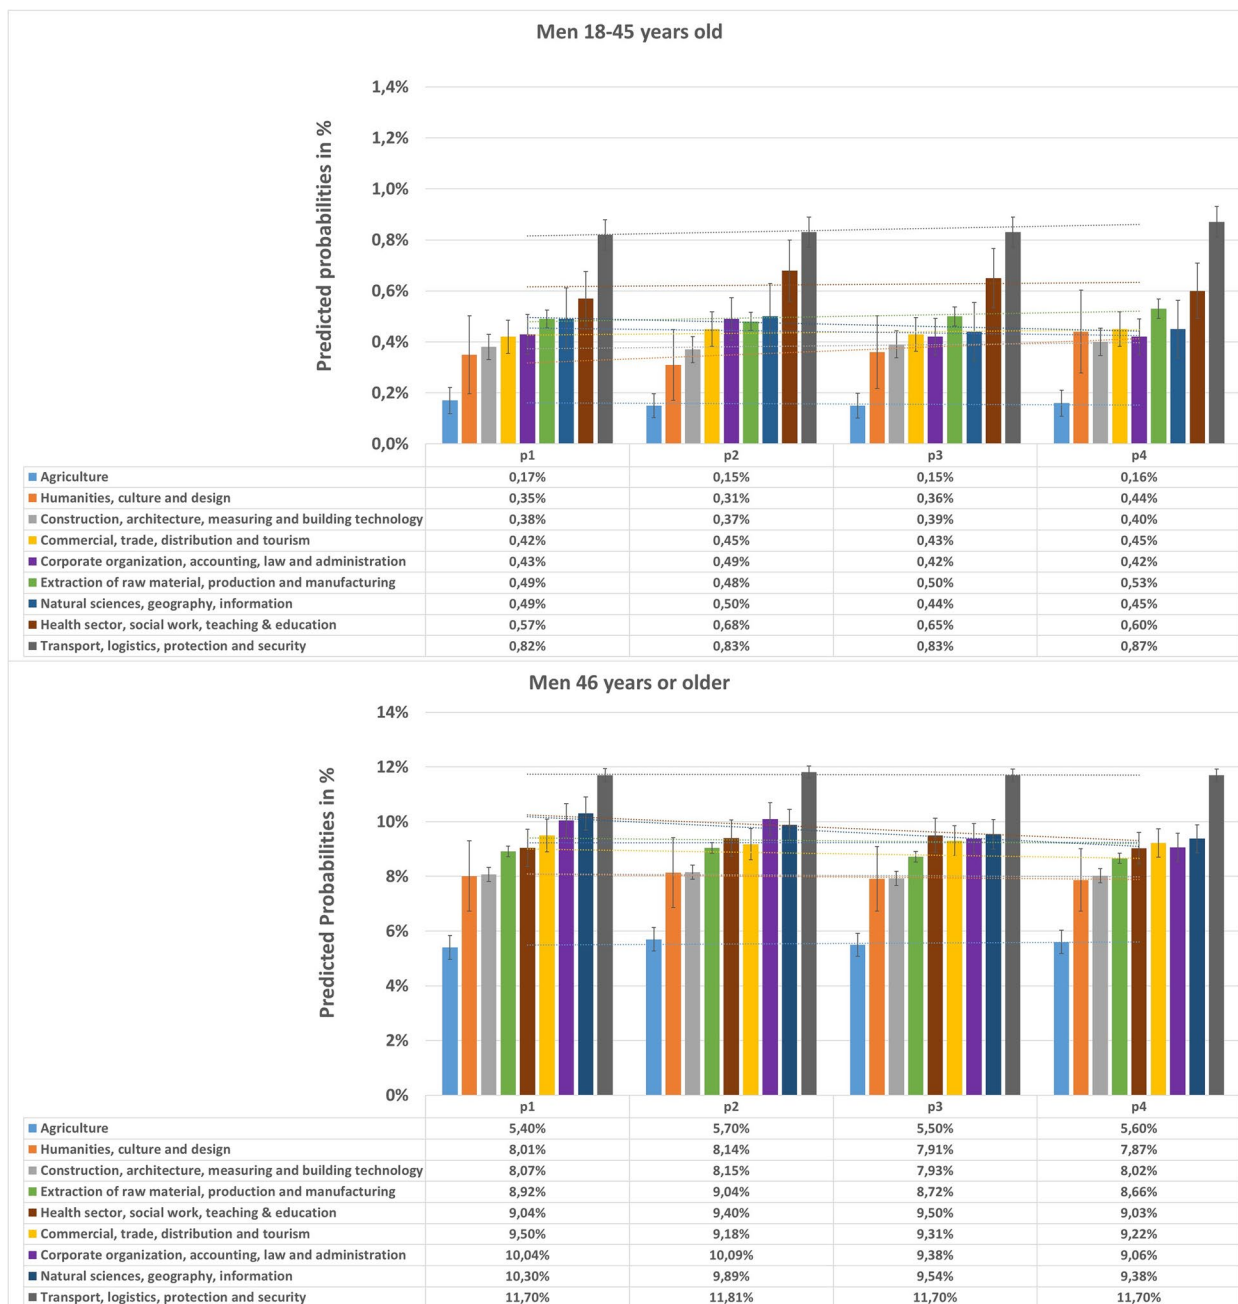 Men 18-45 years old
Predicted probabilities in %
1,4%
1,2%
1,0%
0,8%
0,6%
0,4%
0,2%
0,0%
p1 p2 p3 p4
Agriculture 0,17% 0,15% 0,15% 0,16%
Humanities, culture and design 0,35% 0,31% 0,36% 0,44%
Construction, architecture, measuring and building technology 0,38% 0,37% 0,39% 0,40%
Commercial, trade, distribution and tourism 0,42% 0,45% 0,43% 0,45%
Corporate organization, accounting, law and administration 0,43% 0,49% 0,42% 0,42%
Extraction of raw material, production and manufacturing 0,49% 0,48% 0,50% 0,53%
Natural sciences, geography, information 0,49% 0,50% 0,44% 0,45%
Health sector, social work, teaching & education 0,57% 0,68% 0,65% 0,60%
Transport, logistics, protection and security 0,82% 0,83% 0,83% 0,87%
Men 46 years or older
Predicted Probabilities in %
14%
12%
10%
8%
6%
4%
2%
0%
p1 p2 p3 p4
Agriculture 5,40% 5,70% 5,50% 5,60%
Humanities, culture and design 8,01% 8,14% 7,91% 7,87%
Construction, architecture, measuring and building technology 8,07% 8,15% 7,93% 8,02%
Extraction of raw material, production and manufacturing 8,92% 9,04% 8,72% 8,66%
Health sector, social work, teaching & education 9,04% 9,40% 9,50% 9,03%
Commercial, trade, distribution and tourism 9,50% 9,18% 9,31% 9,22%
Corporate organization, accounting, law and administration 10,04% 10,09% 9,38% 9,06%
Natural sciences, geography, information 10,30% 9,89% 9,54% 9,38%
Transport, logistics, protection and security 11,70% 11,81% 11,70% 11,70%